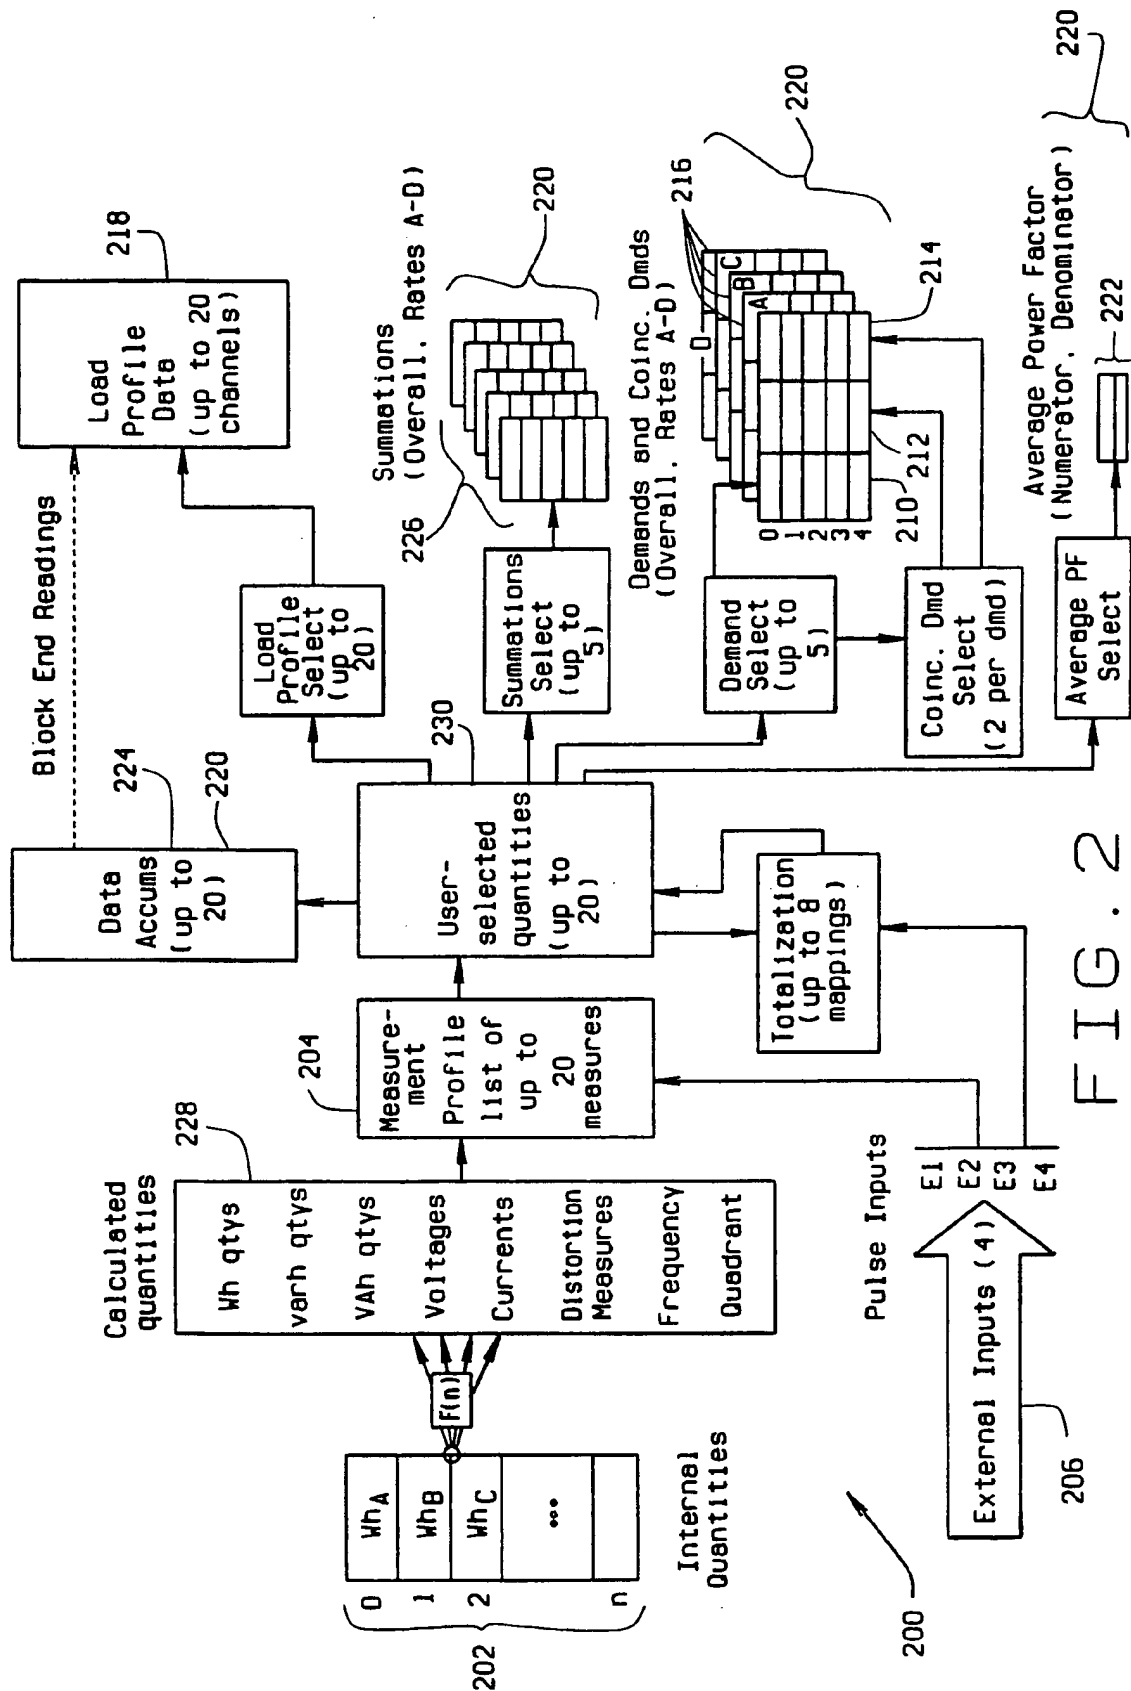 Internal
Quantities
202
0
1
2
n
WhA
WhB
WhC
•••
F(n)
Calculated
quantities
228
Wh qtys
varh qtys
VAh qtys
Voltages
Currents
Distortion
Measures
Frequency
Quadrant
204
Measure-
ment
Profile
list of
up to
20
measures
Pulse Inputs
External Inputs (4)
E1
E2
E3
E4
206
200
Data
Accums
(up to
20)
224
220
Block End Readings
User-
selected
quantities
(up to
20)
230
Totalization
(up to 8
mappings)
Load
Profile
Select
(up to
20)
Load
Profile
Data
(up to 20
channels)
218
Summations
Select
(up to
5)
226
Summations
(Overall, Rates A-D)
220
Demand
Select
(up to
5)
Coinc. Dmd
Select
(2 per dmd)
Demands and Coinc. Dmds
(Overall, Rates A-D)
0
1
2
3
4
A
B
C
D
210
212
214
216
220
Average PF
Select
Average Power Factor
(Numerator, Denominator)
222
220
FIG. 2